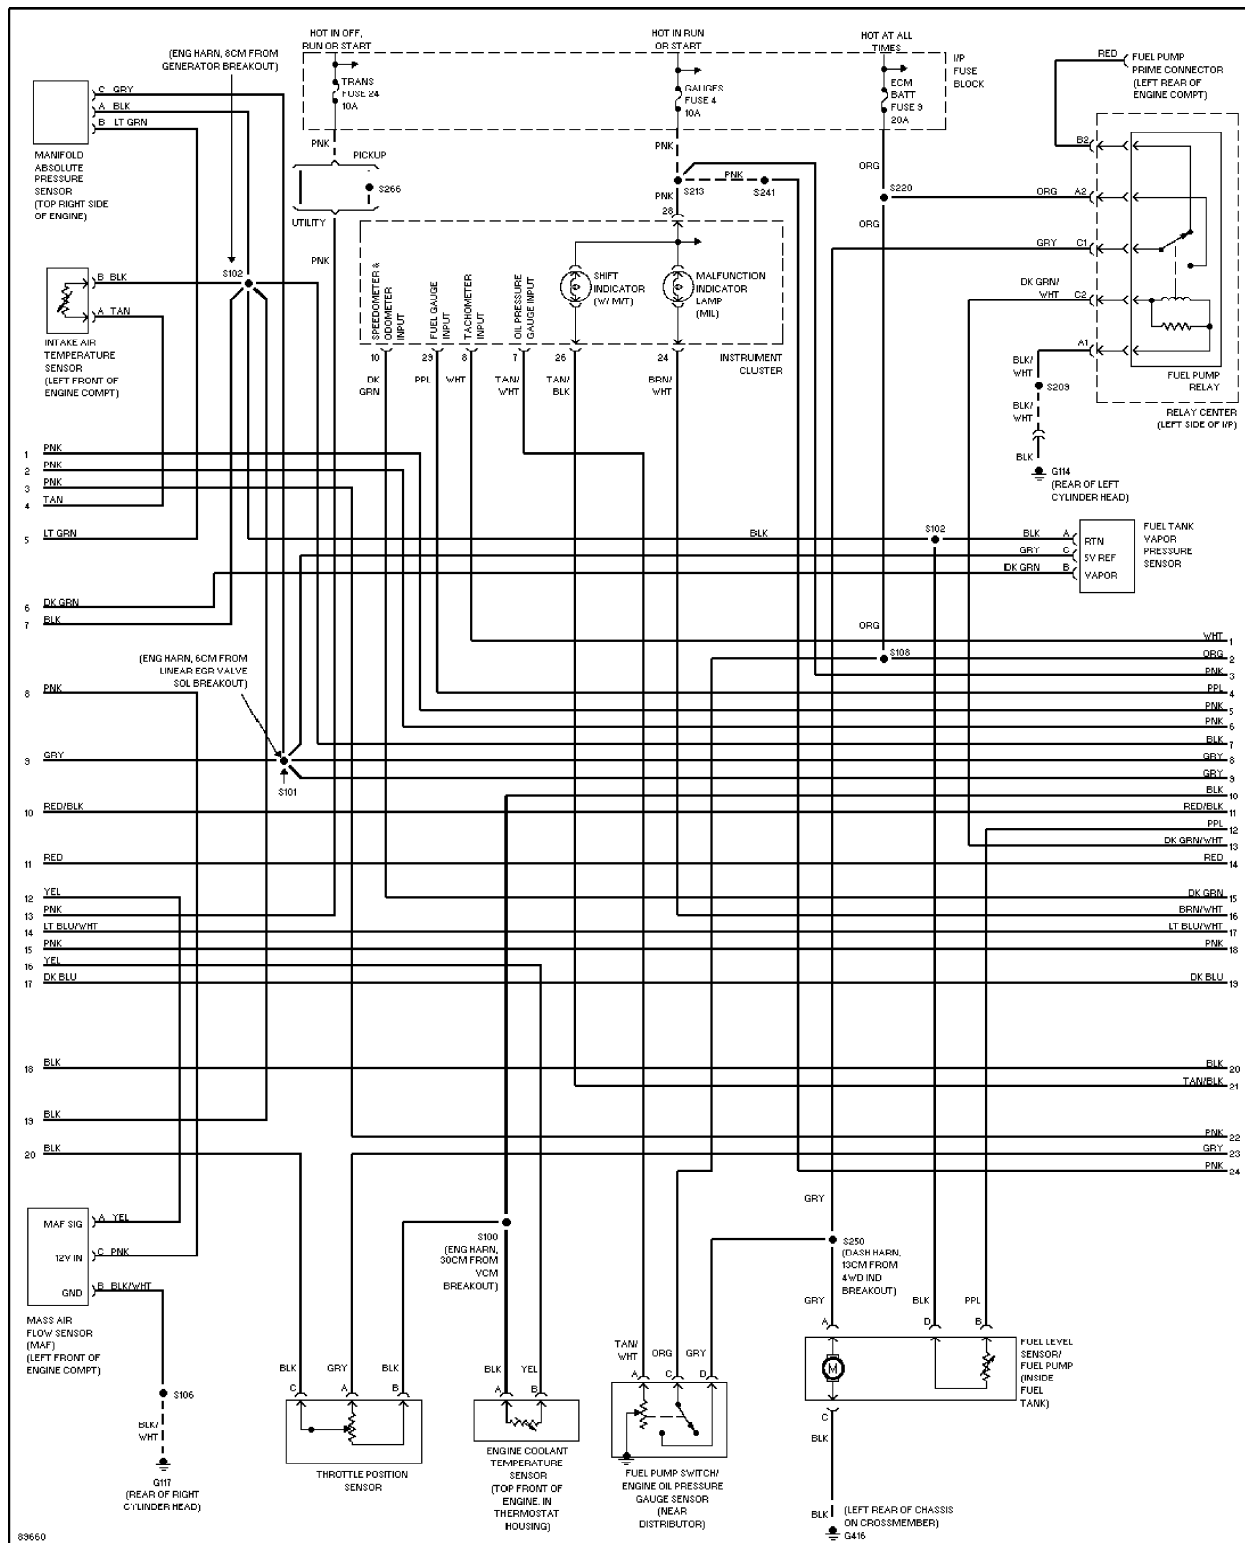 HOT IN OFF,
RUN OR START
HOT IN RUN
OR START
HOT AT ALL
TIMES
(ENG HARN, 8CM FROM
GENERATOR BREAKOUT)
I/P
FUSE
BLOCK
TRANS
FUSE 24
10A
GAUGES
FUSE 4
10A
ECM
BATT
FUSE 9
20A
RED
FUEL PUMP
PRIME CONNECTOR
(LEFT REAR OF
ENGINE COMPT)
C GRY
A BLK
B LT GRN
MANIFOLD
ABSOLUTE
PRESSURE
SENSOR
(TOP RIGHT SIDE
OF ENGINE)
PNK
PICKUP
S266
UTILITY
PNK
PNK
S213
PNK
S241
PNK
28
ORG
S220
ORG
B2
ORG A2
GRY C1
DK GRN/
WHT C2
A1
BLK/
WHT
S209
BLK/
WHT
BLK
G114
(REAR OF LEFT
CYLINDER HEAD)
FUEL PUMP
RELAY
RELAY CENTER
(LEFT SIDE OF I/P)
S102
B BLK
A TAN
INTAKE AIR
TEMPERATURE
SENSOR
(LEFT FRONT OF
ENGINE COMPT)
SPEEDOMETER &
ODOMETER
INPUT
FUEL GAUGE
INPUT
TACHOMETER
INPUT
OIL PRESSURE
GAUGE INPUT
SHIFT
INDICATOR
(W/ M/T)
MALFUNCTION
INDICATOR
LAMP
(MIL)
INSTRUMENT
CLUSTER
10 29 8 7 26 24
DK
GRN
PPL
WHT
TAN/
WHT
TAN/
BLK
BRN/
WHT
1 PNK
2 PNK
3 PNK
4 TAN
5 LT GRN
6 DK GRN
7 BLK
8 PNK
9 GRY
10 RED/BLK
11 RED
12 YEL
13 PNK
14 LT BLU/WHT
15 PNK
16 YEL
17 DK BLU
18 BLK
19 BLK
20 BLK
BLK
S102
BLK A
GRY C
DK GRN B
RTN
5V REF
VAPOR
FUEL TANK
VAPOR
PRESSURE
SENSOR
ORG
S108
(ENG HARN, 6CM FROM
LINEAR EGR VALVE
SOL BREAKOUT)
S101
WHT 1
ORG 2
PNK 3
PPL 4
PNK 5
PNK 6
BLK 7
GRY 8
GRY 9
BLK 10
RED/BLK 11
PPL 12
DK GRN/WHT 13
RED 14
DK GRN 15
BRN/WHT 16
LT BLU/WHT 17
PNK 18
DK BLU 19
BLK 20
TAN/BLK 21
PNK 22
GRY 23
PNK 24
MAF SIG
12V IN
GND
A YEL
C PNK
B BLK/WHT
MASS AIR
FLOW SENSOR
(MAF)
(LEFT FRONT OF
ENGINE COMPT)
S106
BLK/
WHT
G117
(REAR OF RIGHT
CYLINDER HEAD)
BLK GRY BLK
C A B
THROTTLE POSITION
SENSOR
S100
(ENG HARN,
30CM FROM
VCM
BREAKOUT)
BLK YEL
A B
ENGINE COOLANT
TEMPERATURE
SENSOR
(TOP FRONT OF
ENGINE, IN
THERMOSTAT
HOUSING)
TAN/
WHT
ORG GRY
A C D
FUEL PUMP SWITCH/
ENGINE OIL PRESSURE
GAUGE SENSOR
(NEAR
DISTRIBUTOR)
GRY
S250
(DASH HARN,
13CM FROM
4WD IND
BREAKOUT)
GRY BLK PPL
A D B
M
FUEL LEVEL
SENSOR/
FUEL PUMP
(INSIDE
FUEL
TANK)
C
BLK
BLK
(LEFT REAR OF CHASSIS
ON CROSSMEMBER)
G416
89660